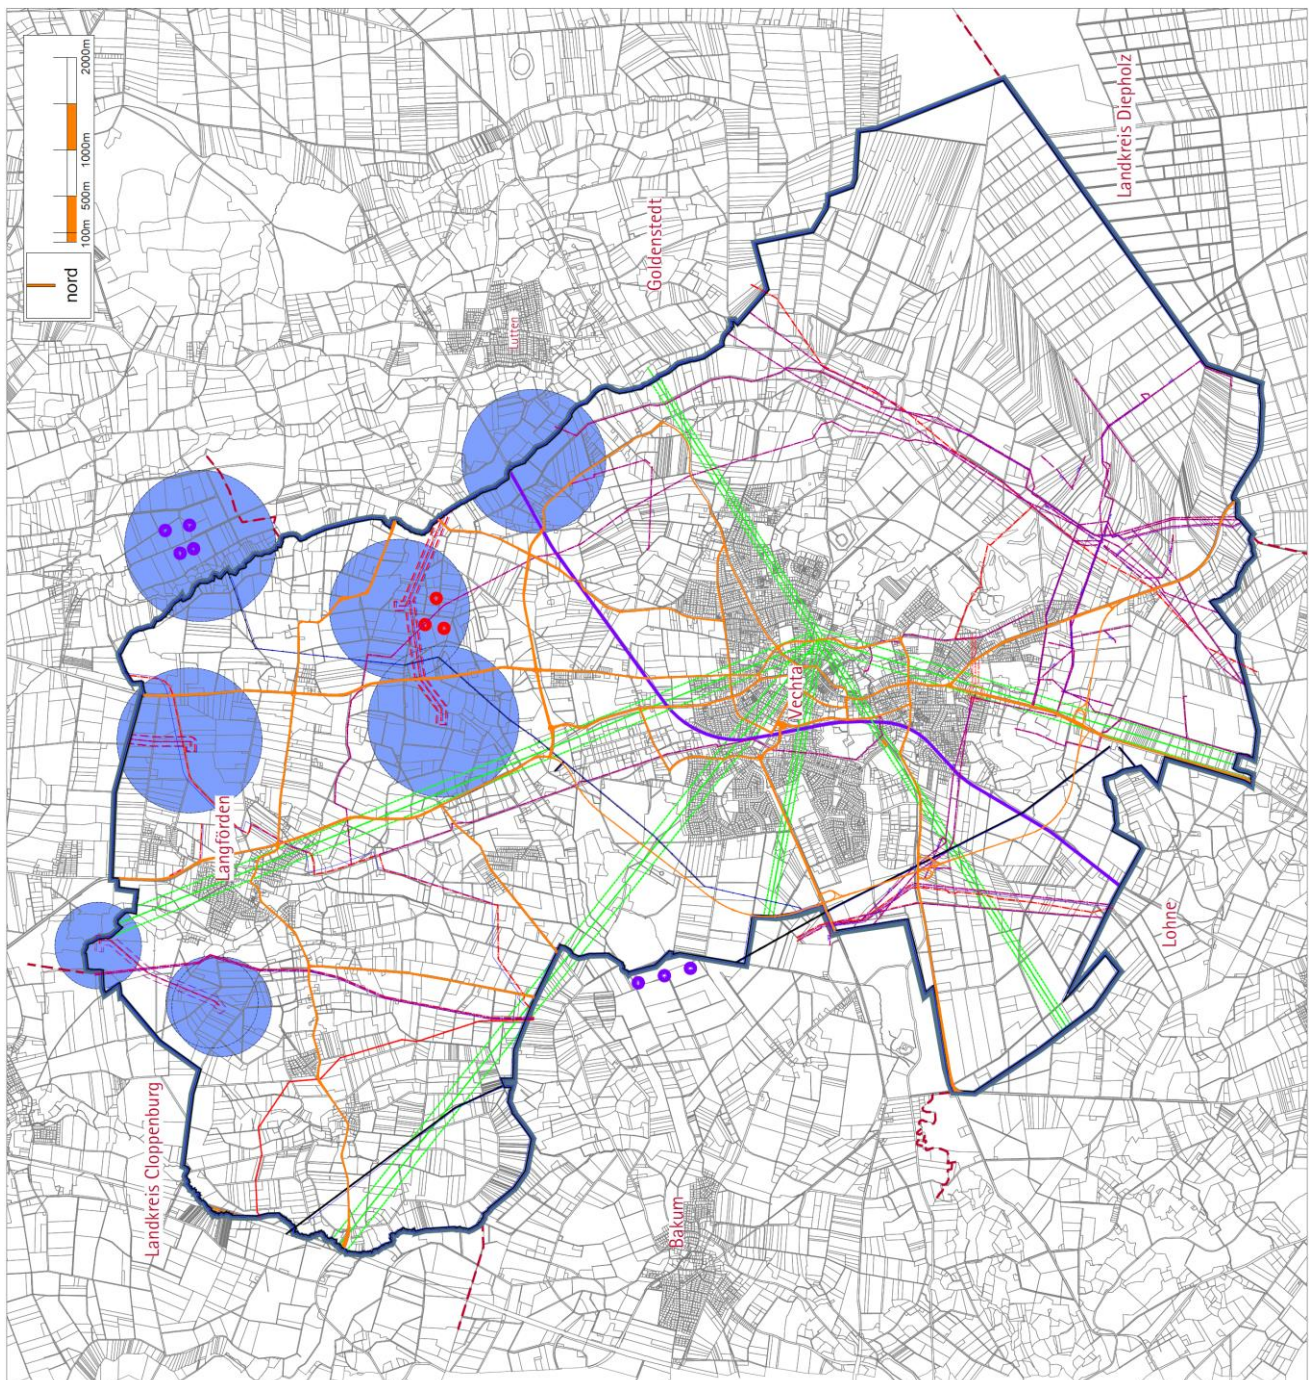 100m 500m 1000m 2000m
nord
Landkreis Diepholz
Goldenstedt
Lutten
Vechta
Langförden
Lohne
Landkreis Cloppenburg
Bakum